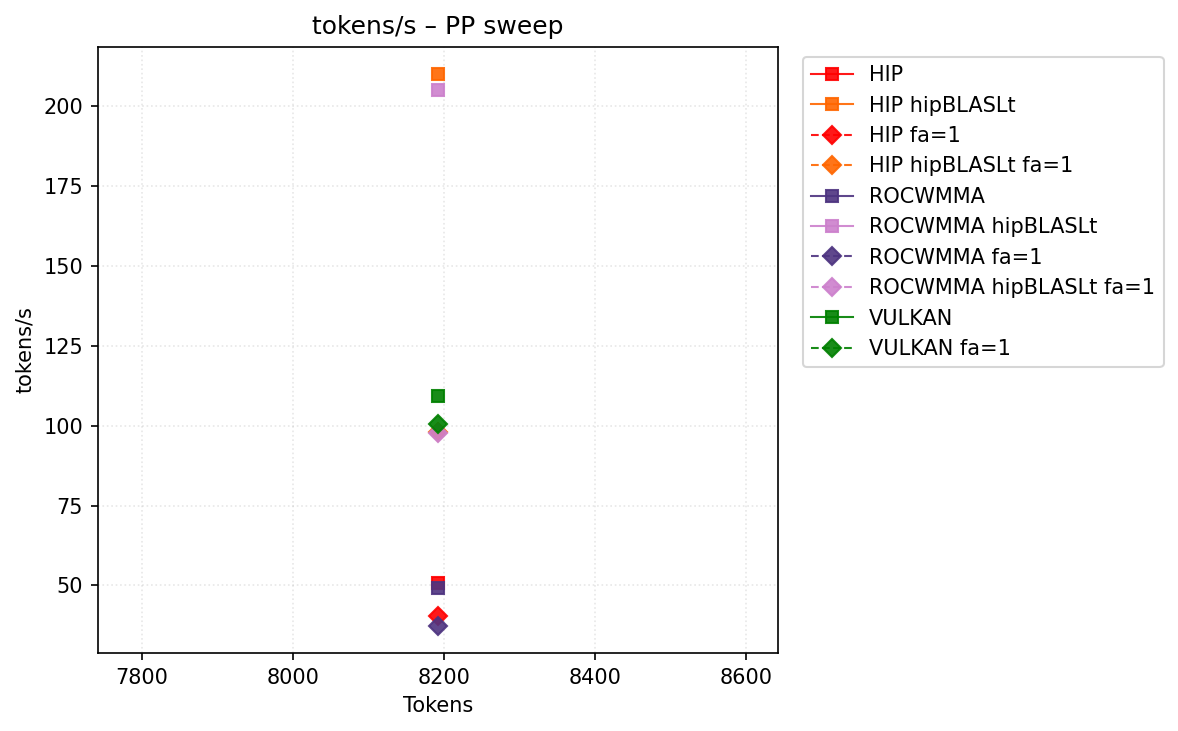 tokens/s – PP sweep
200
175
150
125
100
75
50
tokens/s
7800
8000
8200
8400
8600
Tokens
HIP
HIP hipBLASLt
HIP fa=1
HIP hipBLASLt fa=1
ROCWMMA
ROCWMMA hipBLASLt
ROCWMMA fa=1
ROCWMMA hipBLASLt fa=1
VULKAN
VULKAN fa=1